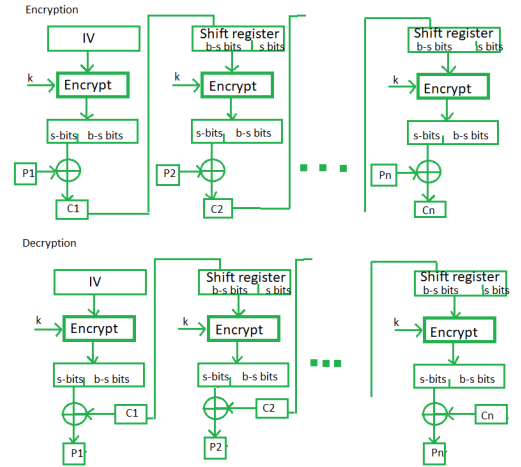 Encryption
IV
Shift register
b-s bits s bits
Shift register
b-s bits s bits
k
Encrypt
k
Encrypt
k
Encrypt
s-bits b-s bits
s-bits b-s bits
s-bits b-s bits
P1
P2
Pn
C1
C2
Cn
Decryption
IV
Shift register
b-s bits s bits
Shift register
b-s bits s bits
k
Encrypt
k
Encrypt
k
Encrypt
s-bits b-s bits
s-bits b-s bits
s-bits b-s bits
C1
C2
Cn
P1
P2
Pn